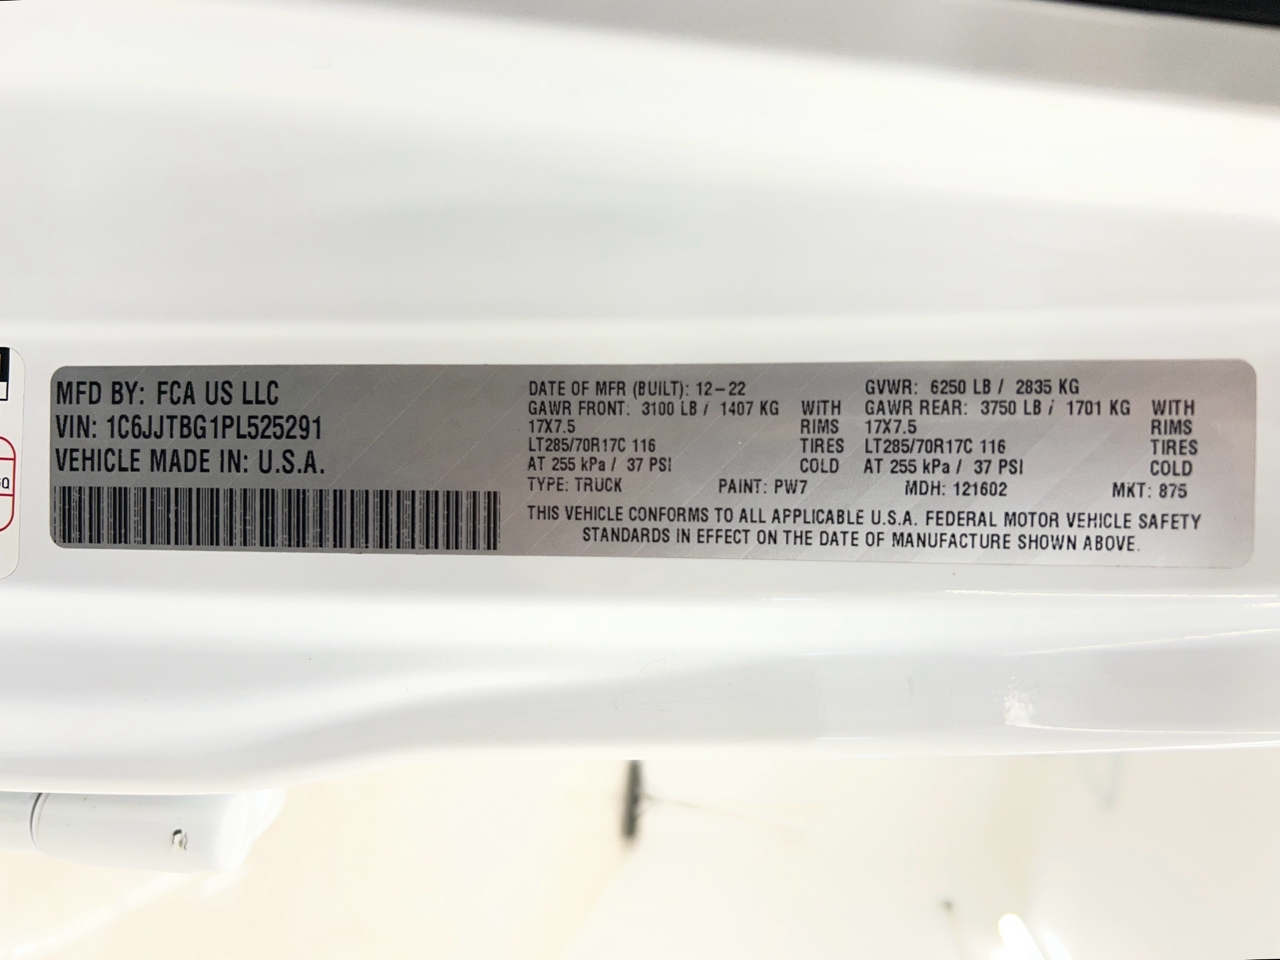 MFD BY: FCA US LLC
VIN: 1C6JJTBG1PL525291
VEHICLE MADE IN: U.S.A.
DATE OF MFR (BUILT): 12-22 GVWR: 6250 LB / 2835 KG
GAWR FRONT: 3100 LB / 1407 KG WITH GAWR REAR: 3750 LB / 1701 KG WITH
17X7.5 RIMS 17X7.5 RIMS
LT285/70R17C 116 TIRES LT285/70R17C 116 TIRES
AT 255 kPa / 37 PSI COLD AT 255 kPa / 37 PSI COLD
TYPE: TRUCK PAINT: PW7 MDH: 121602 MKT: 875
THIS VEHICLE CONFORMS TO ALL APPLICABLE U.S.A. FEDERAL MOTOR VEHICLE SAFETY
STANDARDS IN EFFECT ON THE DATE OF MANUFACTURE SHOWN ABOVE.